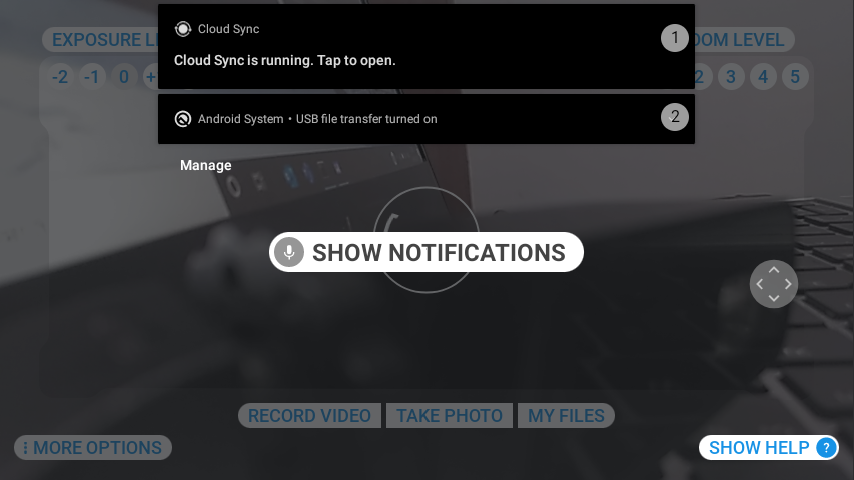 Cloud Sync
1
Cloud Sync is running. Tap to open.
EXPOSURE
OM LEVEL
-2 -1 0 +
2 3 4 5
Android System • USB file transfer turned on
2
Manage
SHOW NOTIFICATIONS
RECORD VIDEO
TAKE PHOTO
MY FILES
MORE OPTIONS
SHOW HELP ?